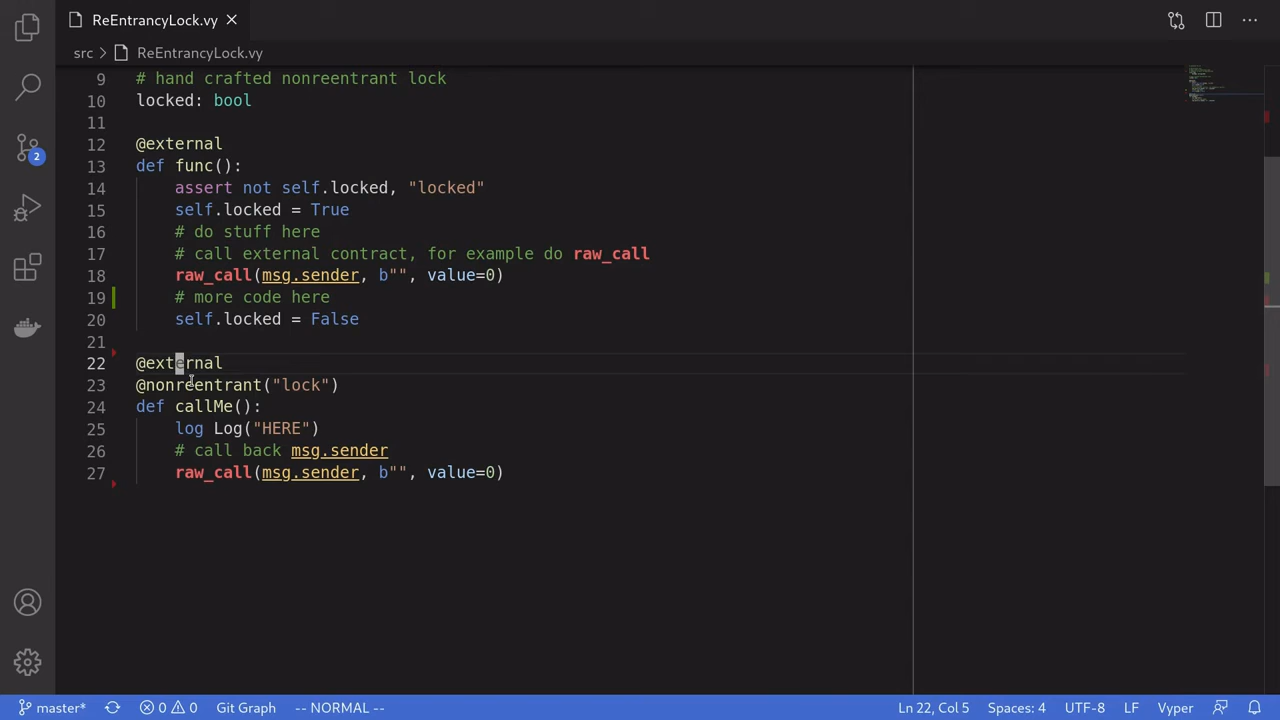 ReEntrancyLock.vy
src > ReEntrancyLock.vy
9 # hand crafted nonreentrant lock
10 locked: bool
11
12 @external
13 def func():
14     assert not self.locked, "locked"
15     self.locked = True
16     # do stuff here
17     # call external contract, for example do raw_call
18     raw_call(msg.sender, b"", value=0)
19     # more code here
20     self.locked = False
21
22 @external
23 @nonreentrant("lock")
24 def callMe():
25     log Log("HERE")
26     # call back msg.sender
27     raw_call(msg.sender, b"", value=0)
2
master* 0 0 Git Graph -- NORMAL -- Ln 22, Col 5 Spaces: 4 UTF-8 LF Vyper